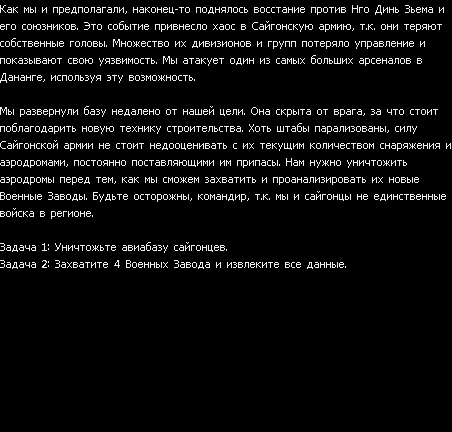 Как мы и предполагали, наконец-то поднялось восстание против Нго Динь Зьема и
его союзников. Это событие привнесло хаос в Сайгонскую армию, т.к. они теряют
собственные головы. Множество их дивизионов и групп потеряло управление и
показывают свою уязвимость. Мы атакует один из самых больших арсеналов в
Дананге, используя эту возможность.

Мы развернули базу недалено от нашей цели. Она скрыта от врага, за что стоит
поблагодарить новую технику строительства. Хоть штабы парализованы, силу
Сайгонской армии не стоит недооценивать с их текущим количеством снаряжения и
аэродромами, постоянно поставляющими им припасы. Нам нужно уничтожить
аэродромы перед тем, как мы сможем захватить и проанализировать их новые
Военные Заводы. Будьте осторожны, командир, т.к. мы и сайгонцы не единственные
войска в регионе.

Задача 1: Уничтожьте авиабазу сайгонцев.
Задача 2: Захватите 4 Военных Завода и извлеките все данные.